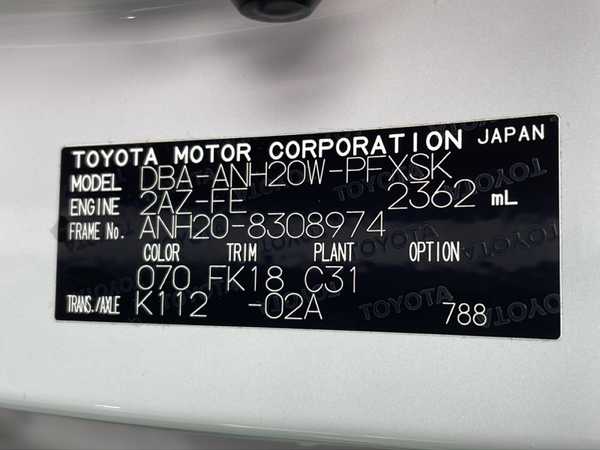 TOYOTA MOTOR CORPORATION JAPAN
MODEL DBA-ANH20W-PFXSK
ENGINE 2AZ-FE 2362 mL
FRAME No. ANH20-8308974
COLOR TRIM PLANT OPTION
070 FK18 C31
TRANS./AXLE K112 -02A
788